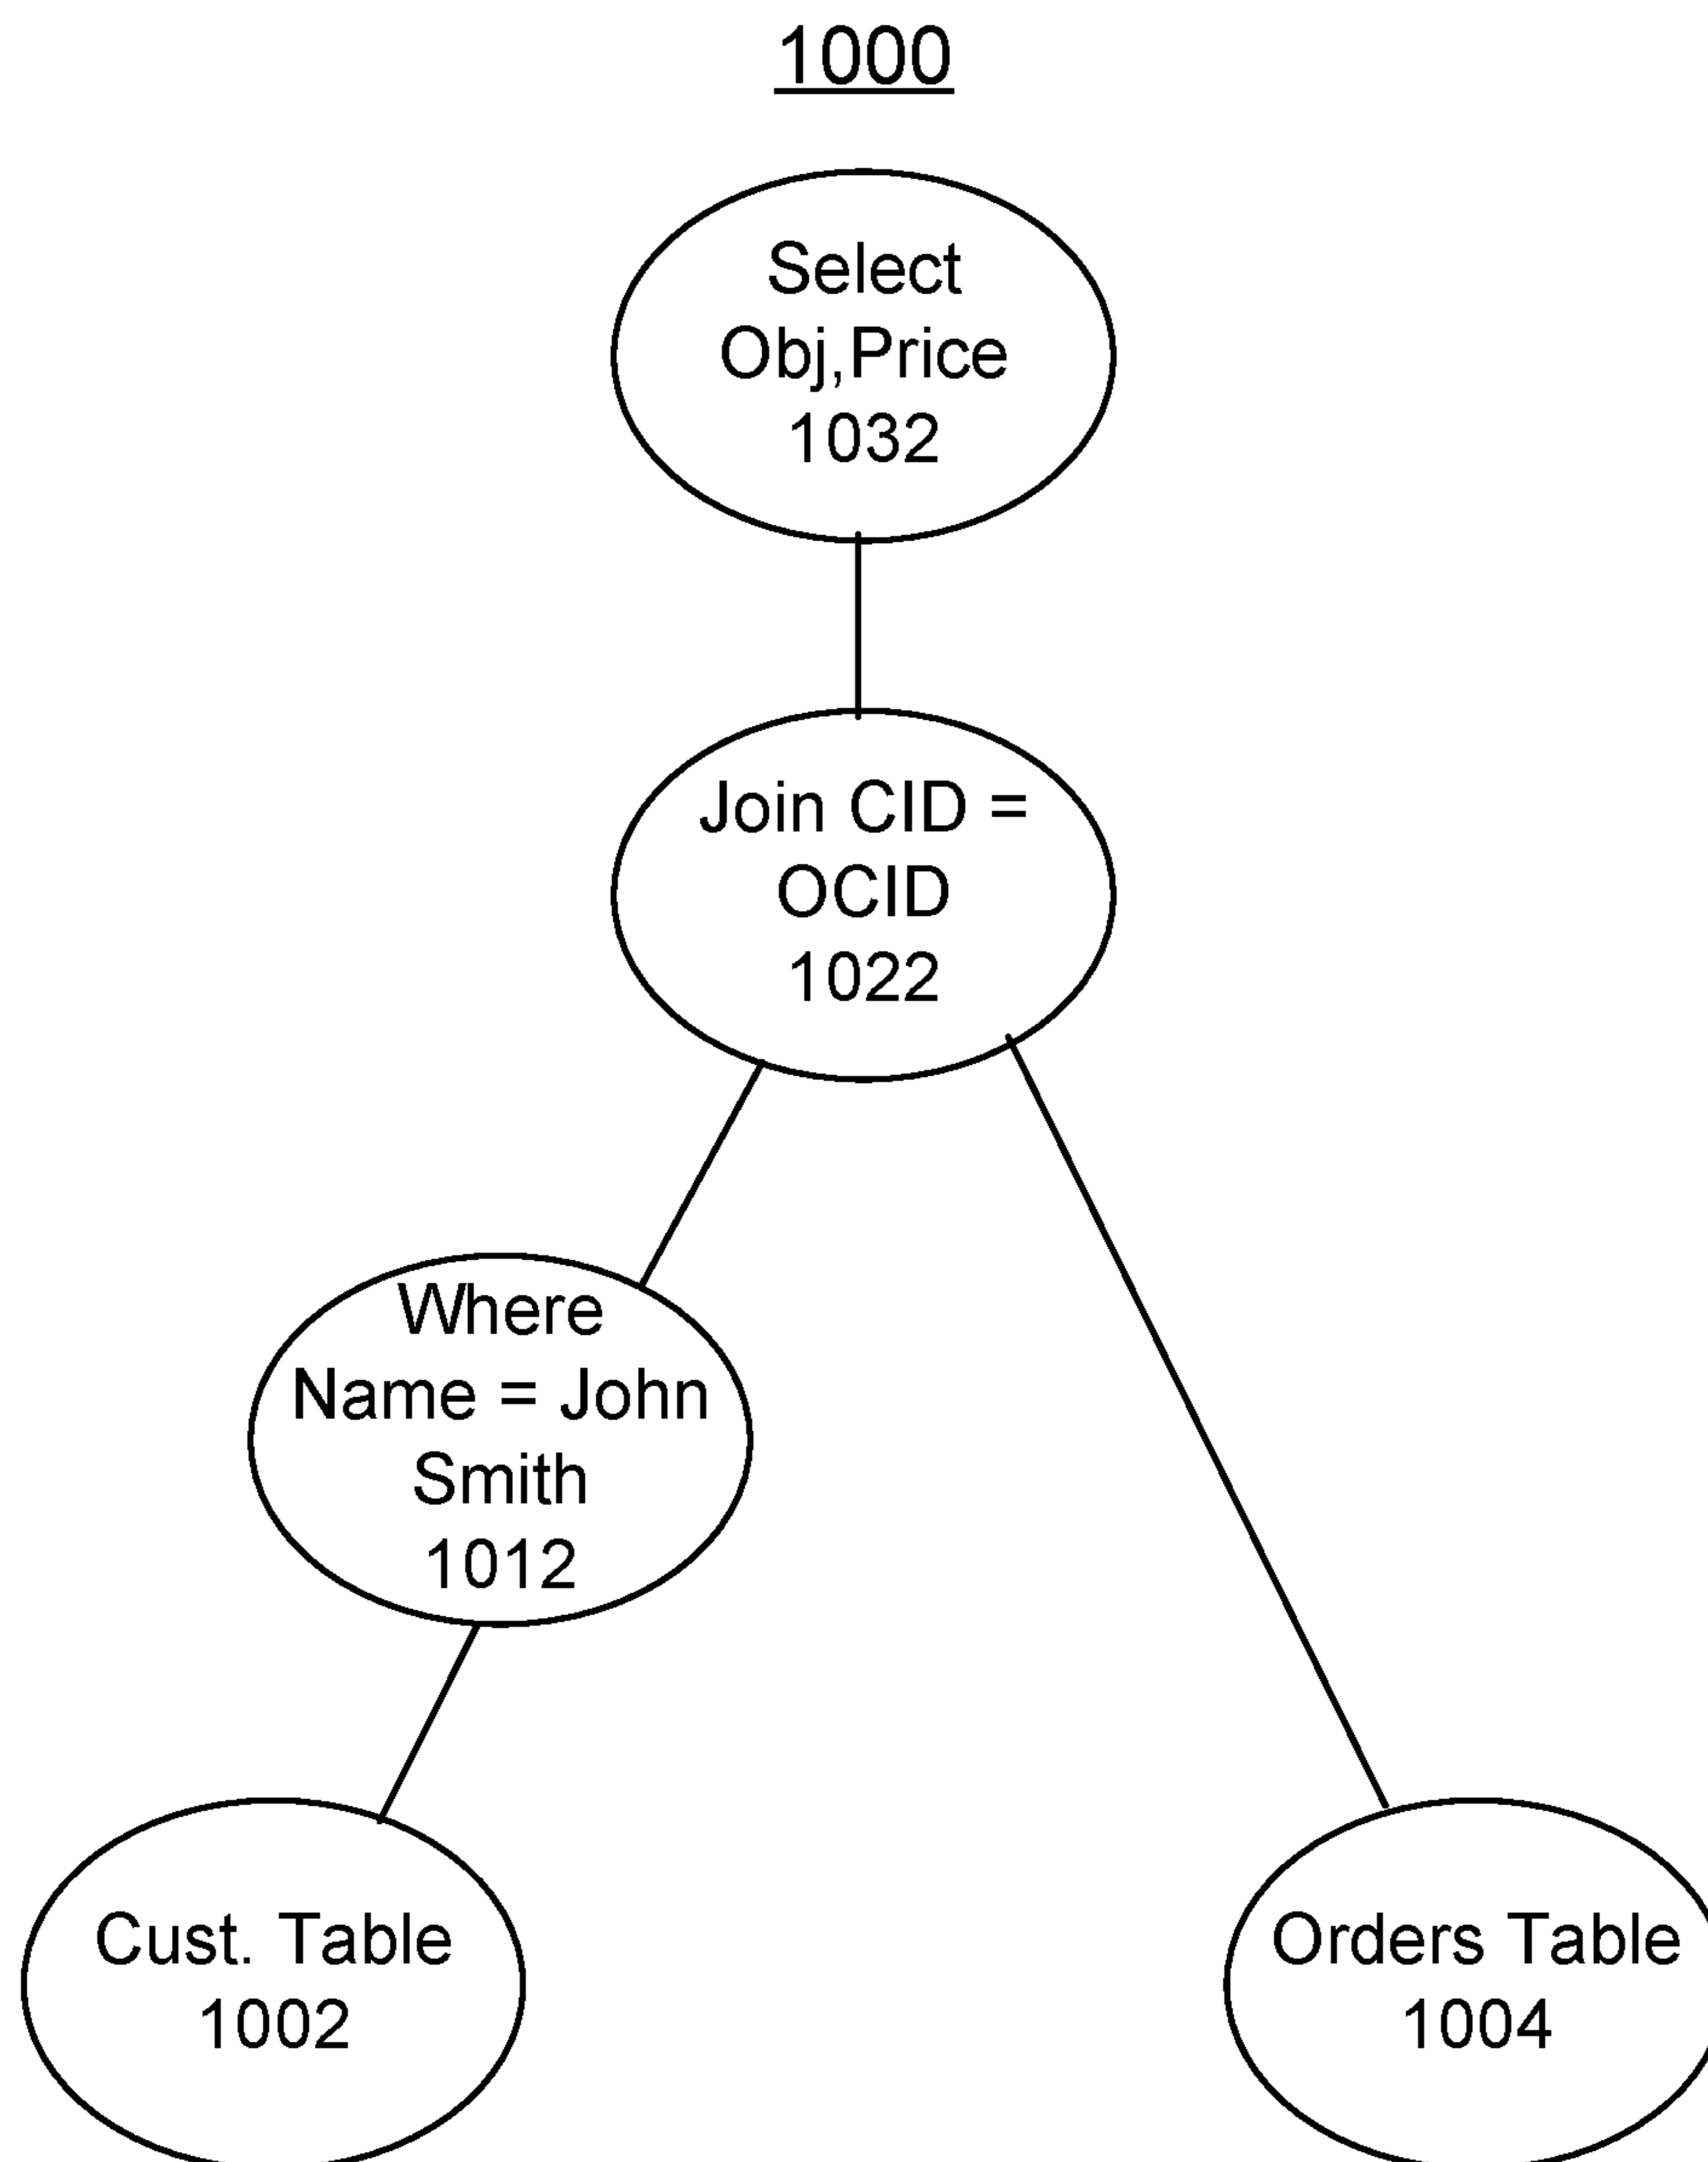 1000
Select
Obj,Price
1032
Join CID =
OCID
1022
Where
Name = John
Smith
1012
Cust. Table
1002
Orders Table
1004